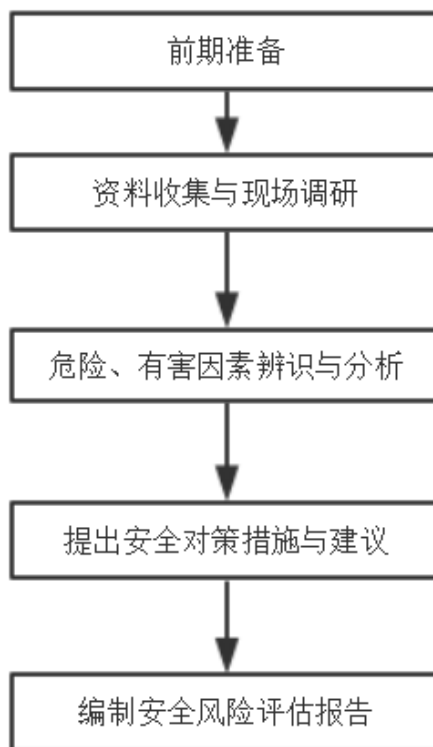 前期准备
资料收集与现场调研
危险、有害因素辨识与分析
提出安全对策措施与建议
编制安全风险评估报告